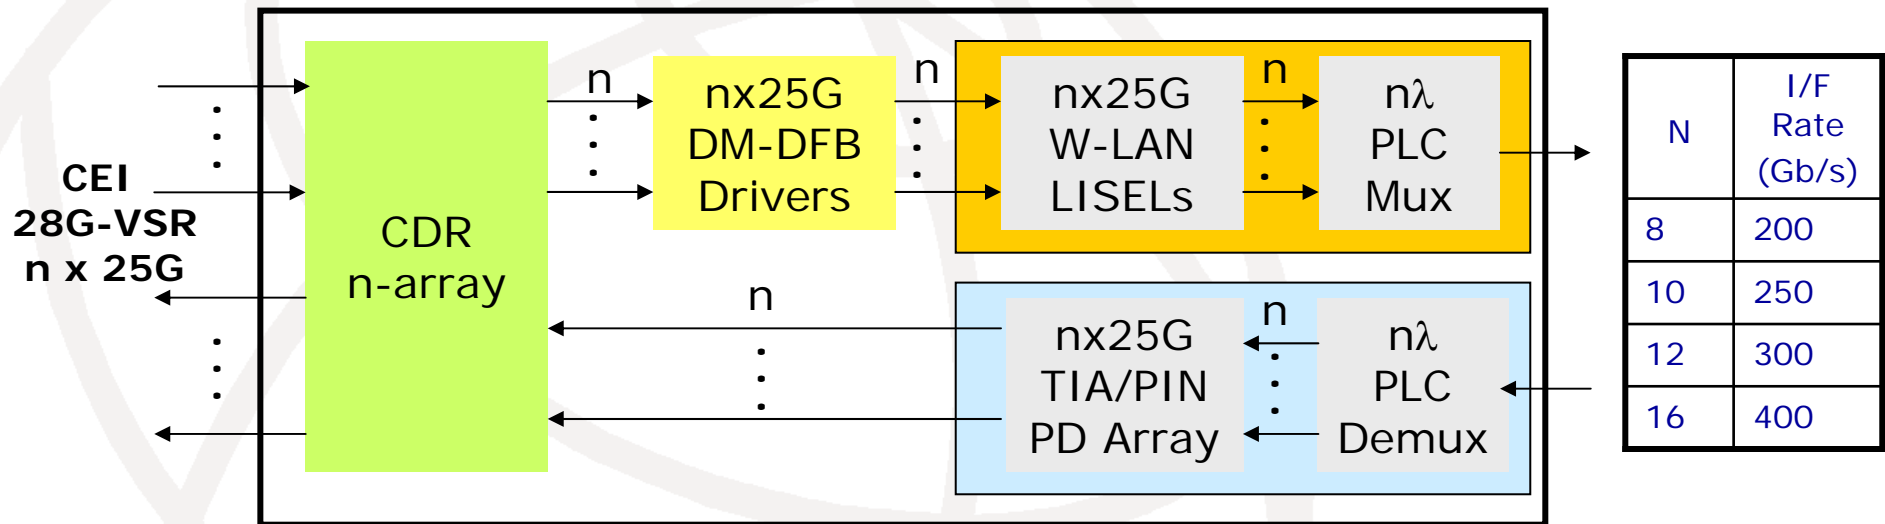 CEI
28G-VSR
n x 25G
CDR
n-array
n
nx25G
DM-DFB
Drivers
n
nx25G
W-LAN
LISELs
n
nλ
PLC
Mux
n
nx25G
TIA/PIN
PD Array
n
nλ
PLC
Demux
N
I/F
Rate
(Gb/s)
8 200
10 250
12 300
16 400